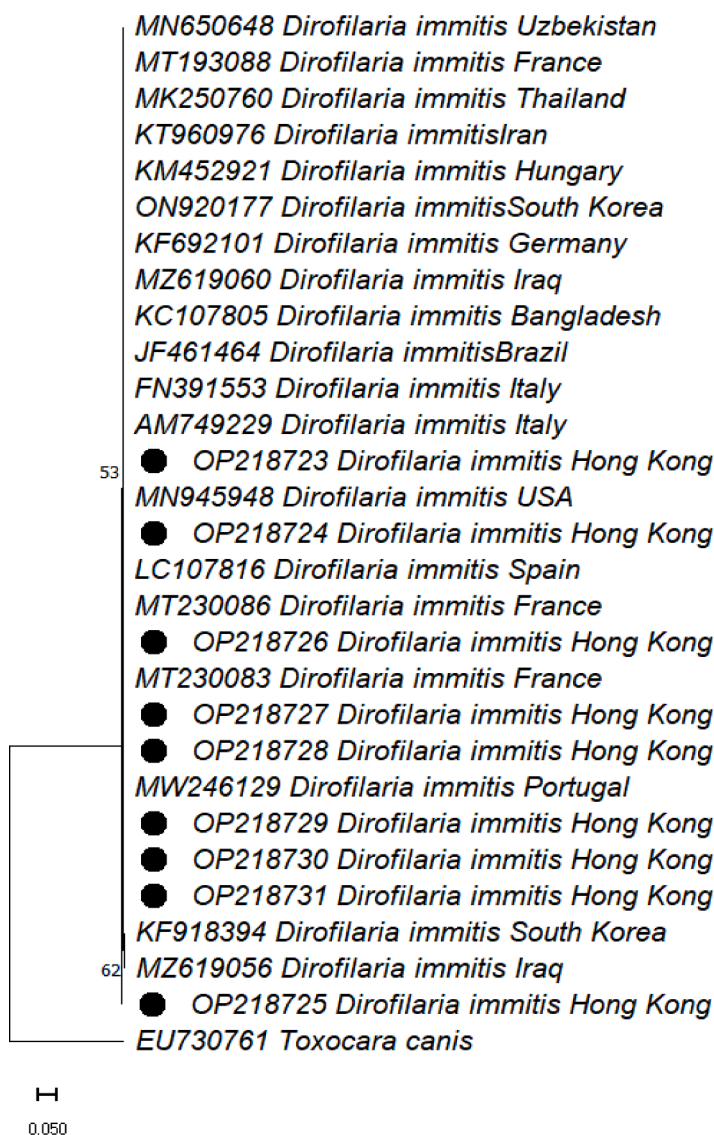 MN650648 Dirofilaria immitis Uzbekistan
MT193088 Dirofilaria immitis France
MK250760 Dirofilaria immitis Thailand
KT960976 Dirofilaria immitisIran
KM452921 Dirofilaria immitis Hungary
ON920177 Dirofilaria immitisSouth Korea
KF692101 Dirofilaria immitis Germany
MZ619060 Dirofilaria immitis Iraq
KC107805 Dirofilaria immitis Bangladesh
JF461464 Dirofilaria immitisBrazil
FN391553 Dirofilaria immitis Italy
AM749229 Dirofilaria immitis Italy
OP218723 Dirofilaria immitis Hong Kong
53
MN945948 Dirofilaria immitis USA
OP218724 Dirofilaria immitis Hong Kong
LC107816 Dirofilaria immitis Spain
MT230086 Dirofilaria immitis France
OP218726 Dirofilaria immitis Hong Kong
MT230083 Dirofilaria immitis France
OP218727 Dirofilaria immitis Hong Kong
OP218728 Dirofilaria immitis Hong Kong
MW246129 Dirofilaria immitis Portugal
OP218729 Dirofilaria immitis Hong Kong
OP218730 Dirofilaria immitis Hong Kong
OP218731 Dirofilaria immitis Hong Kong
KF918394 Dirofilaria immitis South Korea
62
MZ619056 Dirofilaria immitis Iraq
OP218725 Dirofilaria immitis Hong Kong
EU730761 Toxocara canis
0.050